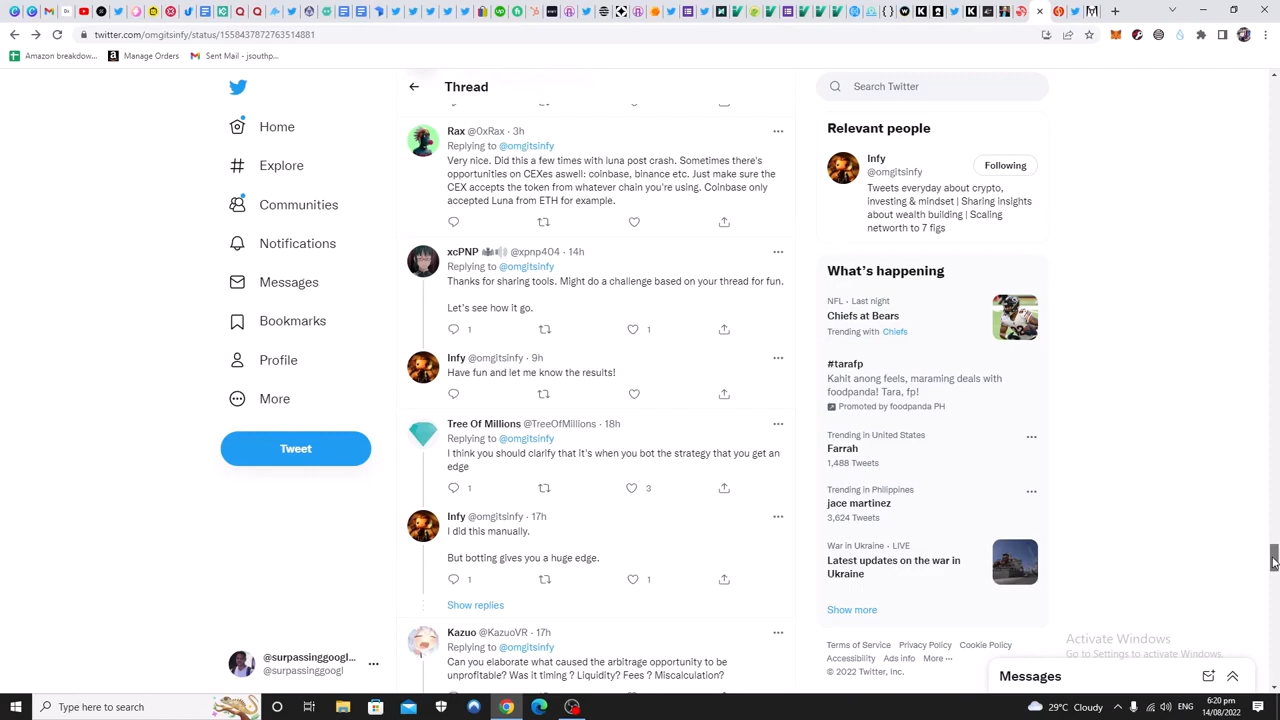 twitter.com/omgitsinfy/status/1558437872763514881
Amazon breakdow...
Manage Orders
Sent Mail - jsouthp...
Home
Explore
Communities
Notifications
Messages
Bookmarks
Profile
More
Tweet
@surpassinggoogl...
@surpassinggoogl
Thread
Rax @0xRax · 3h
Replying to @omgitsinfy
Very nice. Did this a few times with luna post crash. Sometimes there's
opportunities on CEXes aswell: coinbase, binance etc. Just make sure the
CEX accepts the token from whatever chain you're using. Coinbase only
accepted Luna from ETH for example.
xcPNP @xpnp404 · 14h
Replying to @omgitsinfy
Thanks for sharing tools. Might do a challenge based on your thread for fun.
Let's see how it go.
1
1
Infy @omgitsinfy · 9h
Have fun and let me know the results!
Tree Of Millions @TreeOfMillions · 18h
Replying to @omgitsinfy
I think you should clarify that it's when you bot the strategy that you get an
edge
1
3
Infy @omgitsinfy · 17h
I did this manually.
But botting gives you a huge edge.
1
1
Show replies
Kazuo @KazuoVR · 17h
Replying to @omgitsinfy
Can you elaborate what caused the arbitrage opportunity to be
unprofitable? Was it timing ? Liquidity? Fees ? Miscalculation?
Search Twitter
Relevant people
Infy
@omgitsinfy
Following
Tweets everyday about crypto,
investing & mindset | Sharing insights
about wealth building | Scaling
networth to 7 figs
What's happening
NFL · Last night
Chiefs at Bears
Trending with Chiefs
#tarafp
Kahit anong feels, maraming deals with
foodpanda! Tara, fp!
Promoted by foodpanda PH
Trending in United States
Farrah
1,488 Tweets
Trending in Philippines
jace martinez
3,624 Tweets
War in Ukraine · LIVE
Latest updates on the war in
Ukraine
Show more
Terms of Service Privacy Policy Cookie Policy
Accessibility Ads info More ...
© 2022 Twitter, Inc.
Activate Windows
Go to Settings to activate Windows.
Messages
Type here to search
29°C Cloudy
6:20 pm
14/08/2022